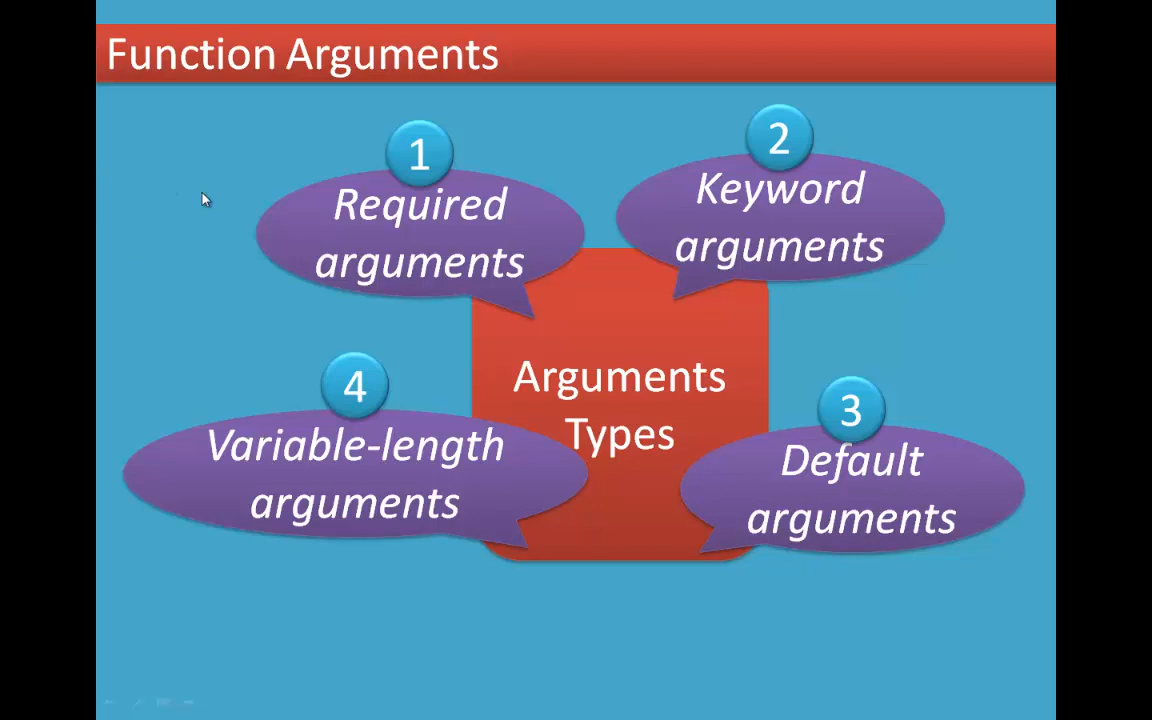 Function Arguments
1
Required
arguments
2
Keyword
arguments
Arguments
Types
3
Default
arguments
4
Variable-length
arguments